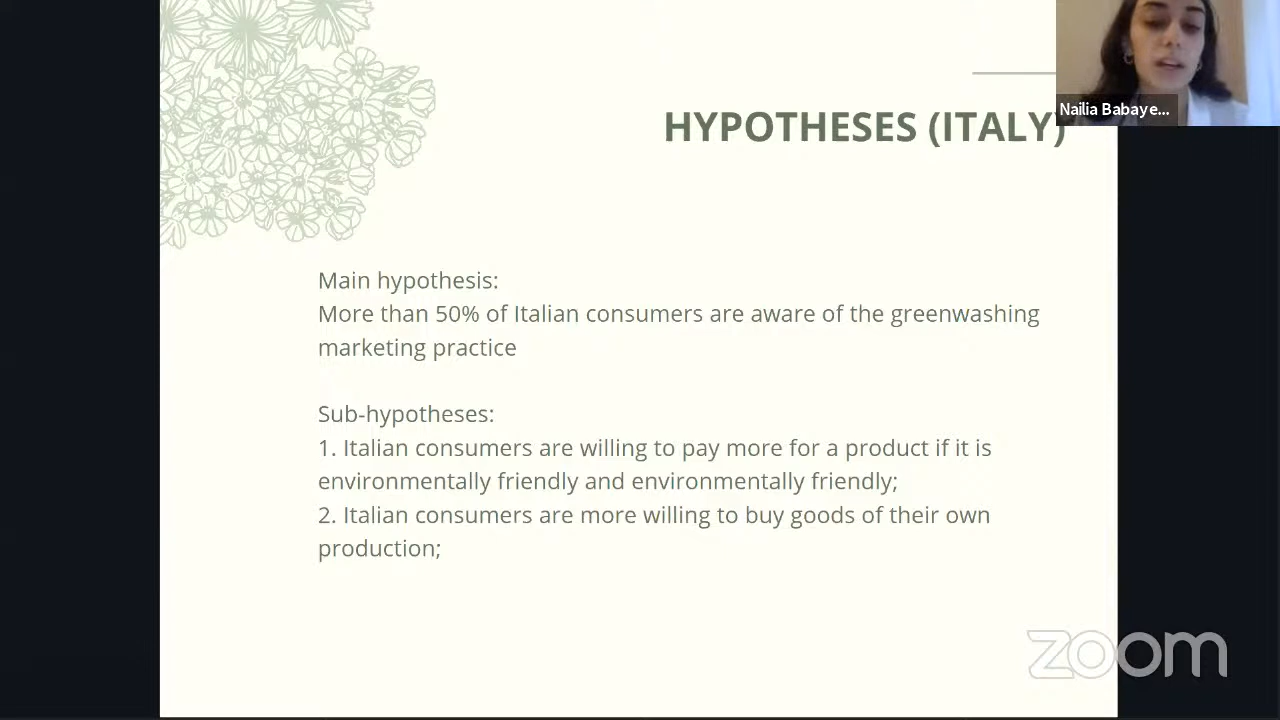 HYPOTHESES (ITALY)
Nailia Babaye...
Main hypothesis:
More than 50% of Italian consumers are aware of the greenwashing
marketing practice
Sub-hypotheses:
1. Italian consumers are willing to pay more for a product if it is
environmentally friendly and environmentally friendly;
2. Italian consumers are more willing to buy goods of their own
production;
zoom